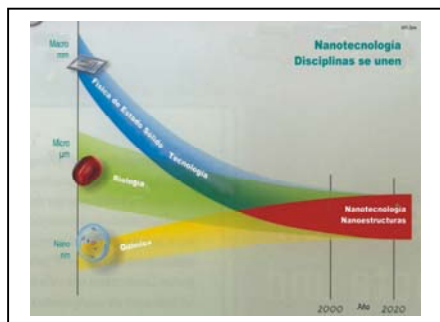 Nanotecnología
Disciplinas se unen
Macro
mm
Física de Estado Sólido Tecnología
Micro
µm
Biología
Nanotecnología
Nanoestructuras
Nano
nm
Química
2000 Año 2020